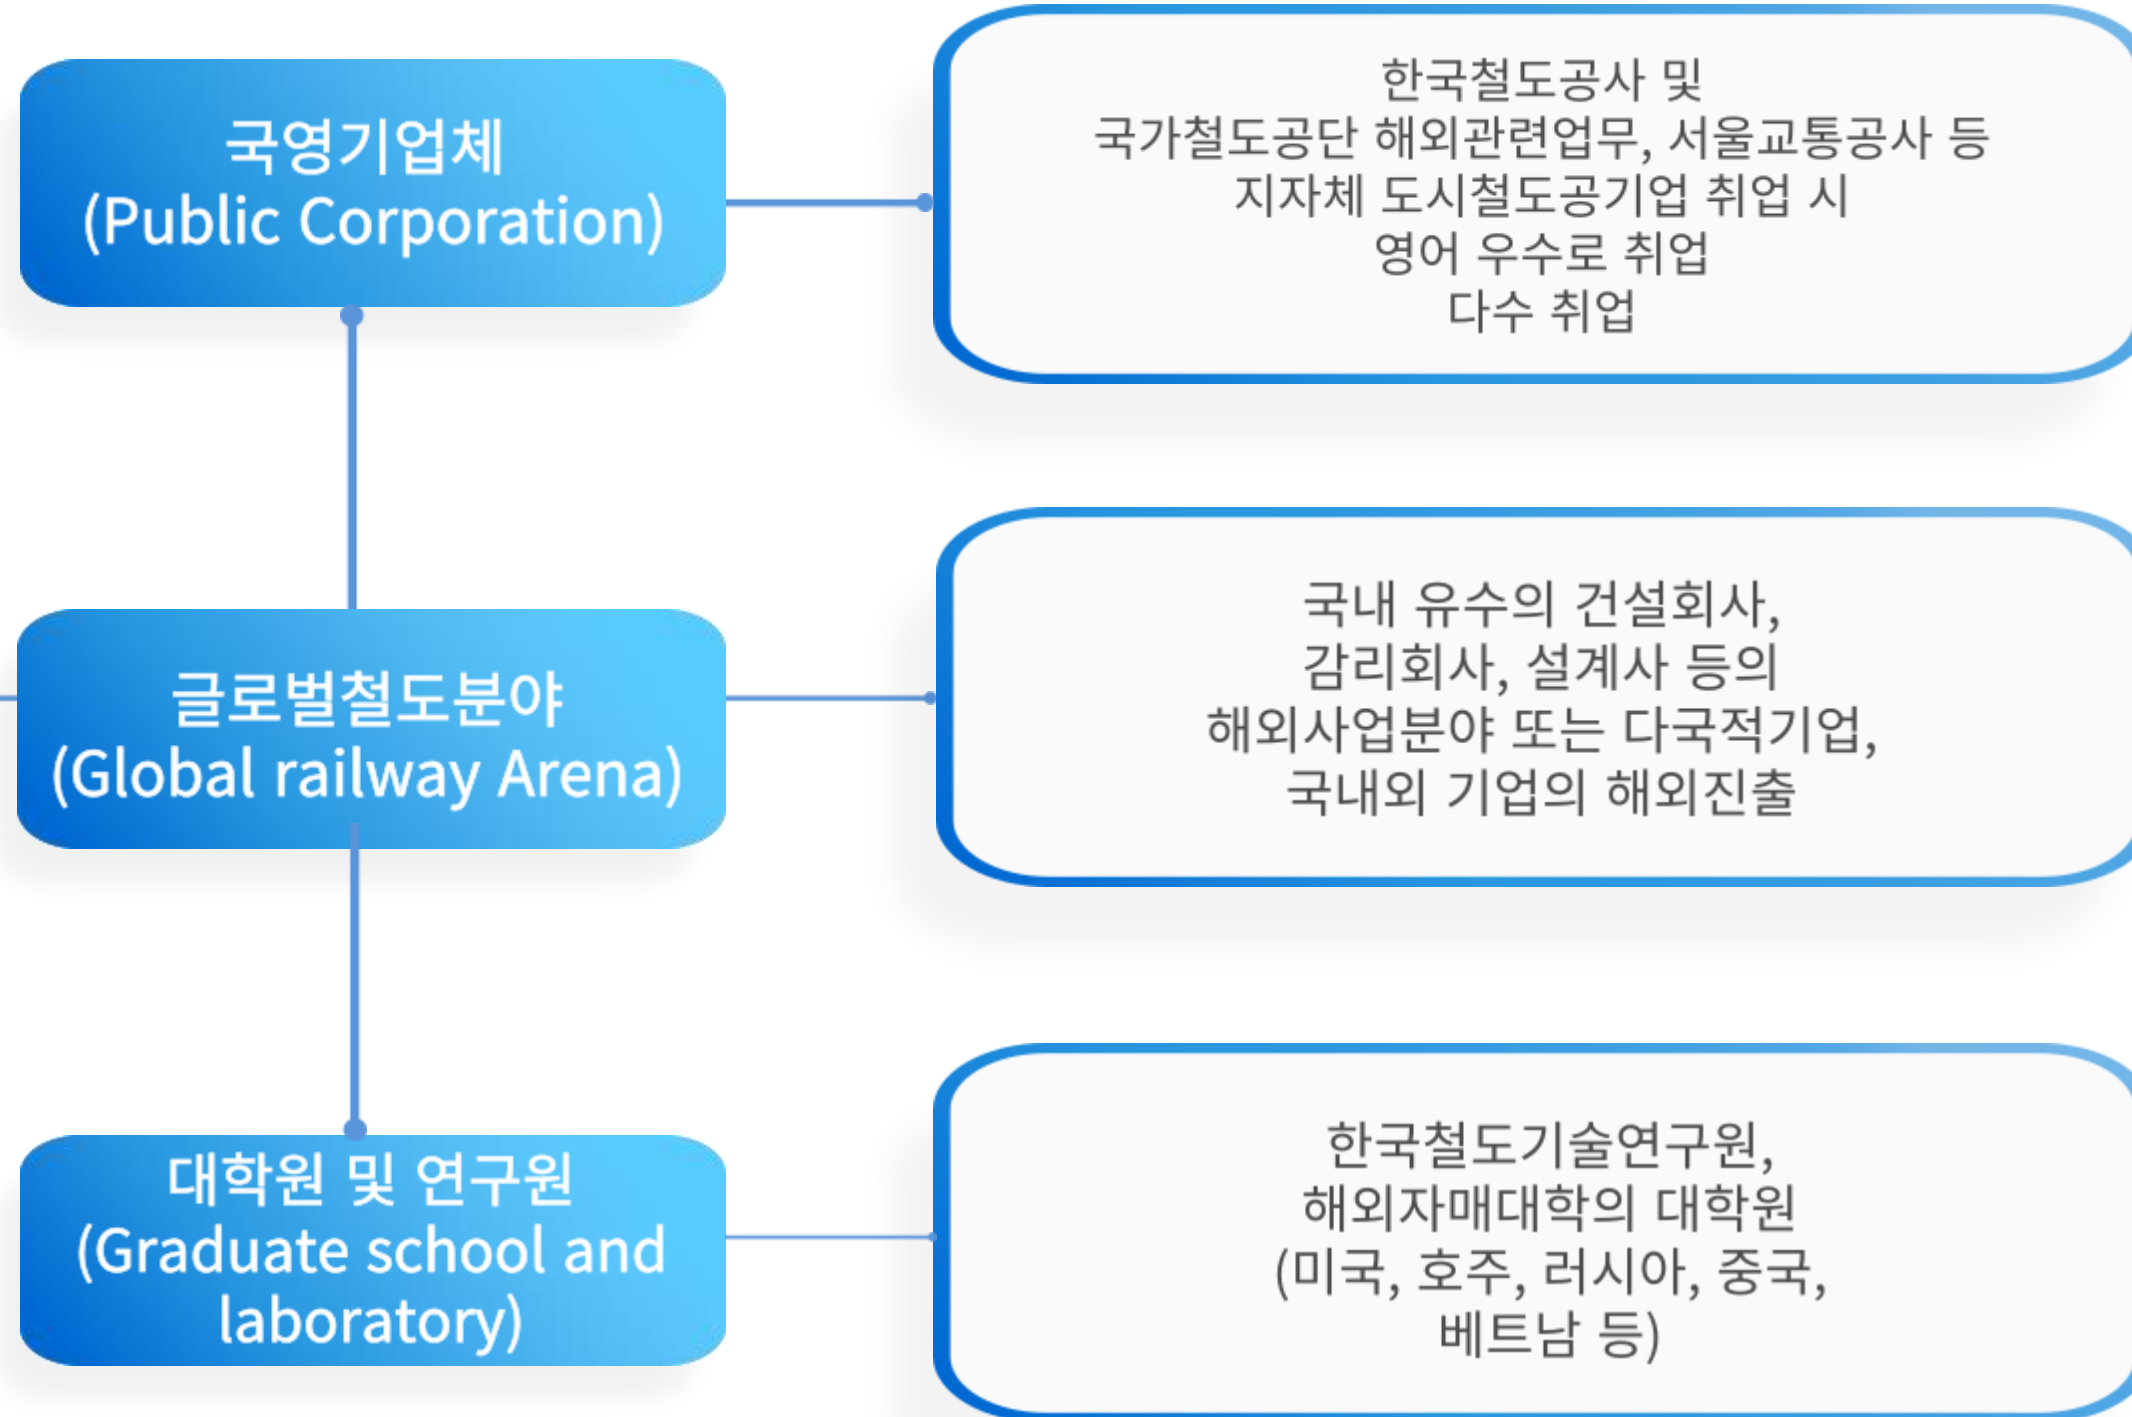 국영기업체
(Public Corporation)
한국철도공사 및
국가철도공단 해외관련업무, 서울교통공사 등
지자체 도시철도공기업 취업 시
영어 우수로 취업
다수 취업
글로벌철도분야
(Global railway Arena)
국내 유수의 건설회사,
감리회사, 설계사 등의
해외사업분야 또는 다국적기업,
국내외 기업의 해외진출
대학원 및 연구원
(Graduate school and
laboratory)
한국철도기술연구원,
해외자매대학의 대학원
(미국, 호주, 러시아, 중국,
베트남 등)